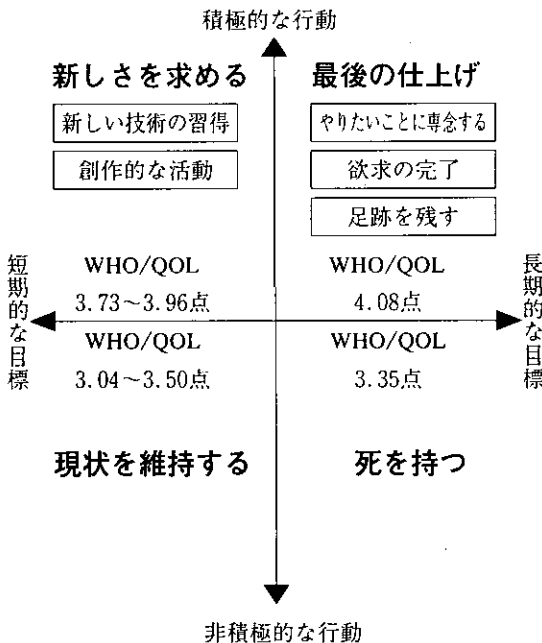 積極的な行動
新しさを求める
新しい技術の習得
創作的な活動
最後の仕上げ
やりたいことに専念する
欲求の完了
足跡を残す
短期的な目標
WHO/QOL
3.73～3.96点
WHO/QOL
4.08点
長期的な目標
WHO/QOL
3.04～3.50点
WHO/QOL
3.35点
現状を維持する
死を持つ
非積極的な行動